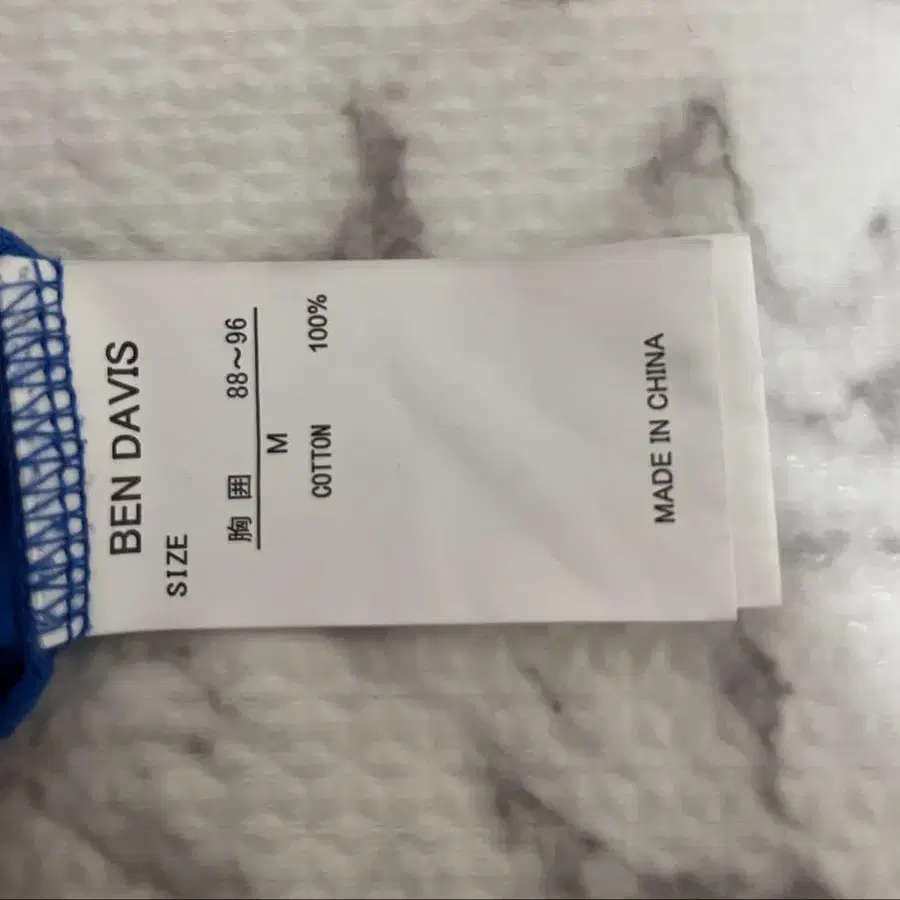 BEN DAVIS
SIZE
胸囲 88~96
M
COTTON 100%
MADE IN CHINA